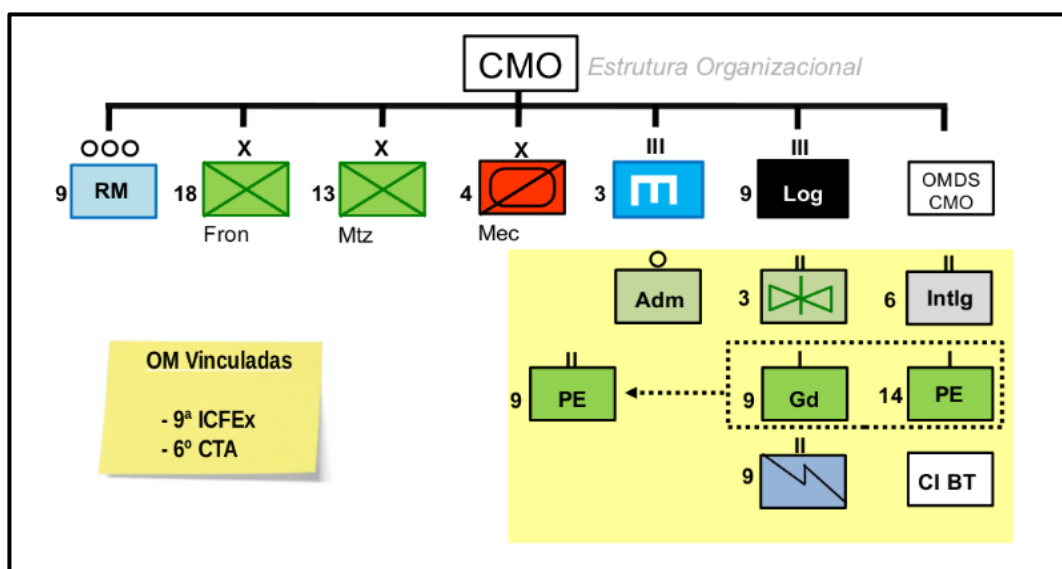 CMO
Estrutura Organizacional
OOO
X
X
X
III
III
9
RM
18
13
4
3
9
Log
OMDS
CMO
Fron
Mtz
Mec
O
II
II
Adm
3
6
Intlg
OM Vinculadas
- 9ª ICFEx
- 6º CTA
II
I
I
9
PE
9
Gd
14
PE
II
9
CI BT